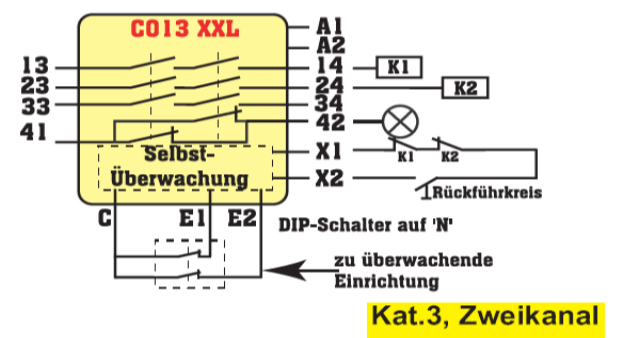 CO13 XXL
A1
A2
13
14
K1
23
24
K2
33
34
41
42
X1
K1 K2
Selbst-
Überwachung
X2
Rückführkreis
C E1 E2
DIP-Schalter auf 'N'
zu überwachende
Einrichtung
Kat.3, Zweikanal